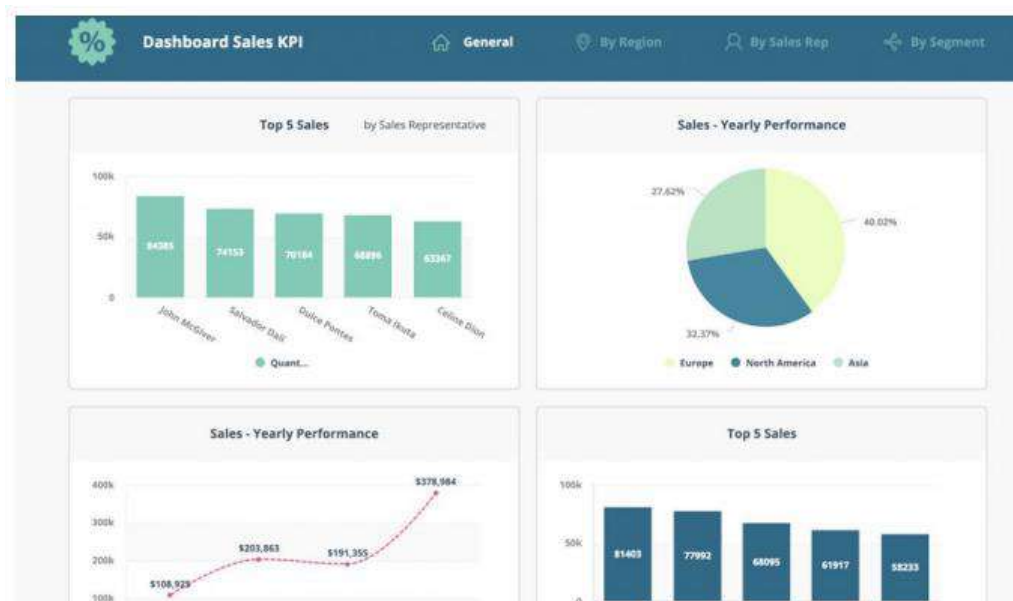 %
Dashboard Sales KPI
General
By Region
By Sales Rep
By Segment
Top 5 Sales
by Sales Representative
100k
50k
0
84385
74153
70184
68896
63367
John McGiver
Salvador Dali
Dulce Pontes
Toma Ikuta
Celine Dion
Quant...
Sales - Yearly Performance
27.62%
40.02%
32.37%
Europe
North America
Asia
Sales - Yearly Performance
400k
300k
200k
100k
$108,929
$203,863
$191,355
$378,984
Top 5 Sales
100k
50k
0
81403
77992
68095
61917
58233